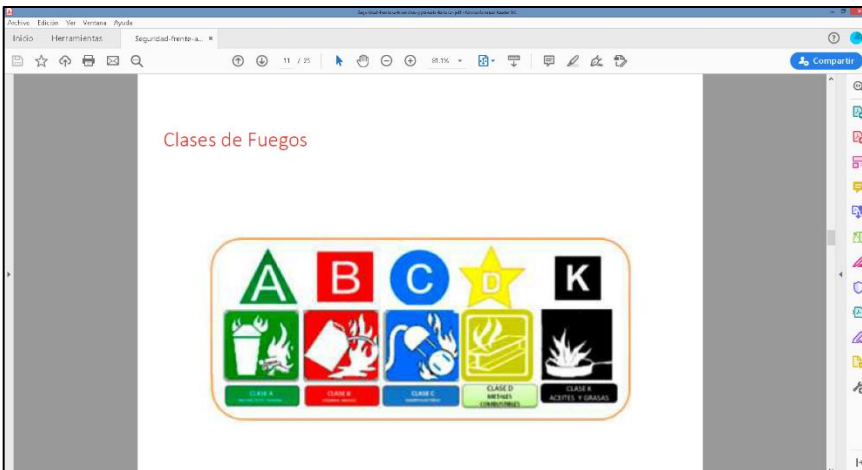 Archivo Edición Ver Ventana Ayuda
Inicio Herramientas Seguridad-frente-a...
11 / 25 81.1%
Compartir
Clases de Fuegos
A B C D K
CLASE A CLASE B CLASE C CLASE D CLASE K
METALES COMBUSTIBLES ACEITES Y GRASAS